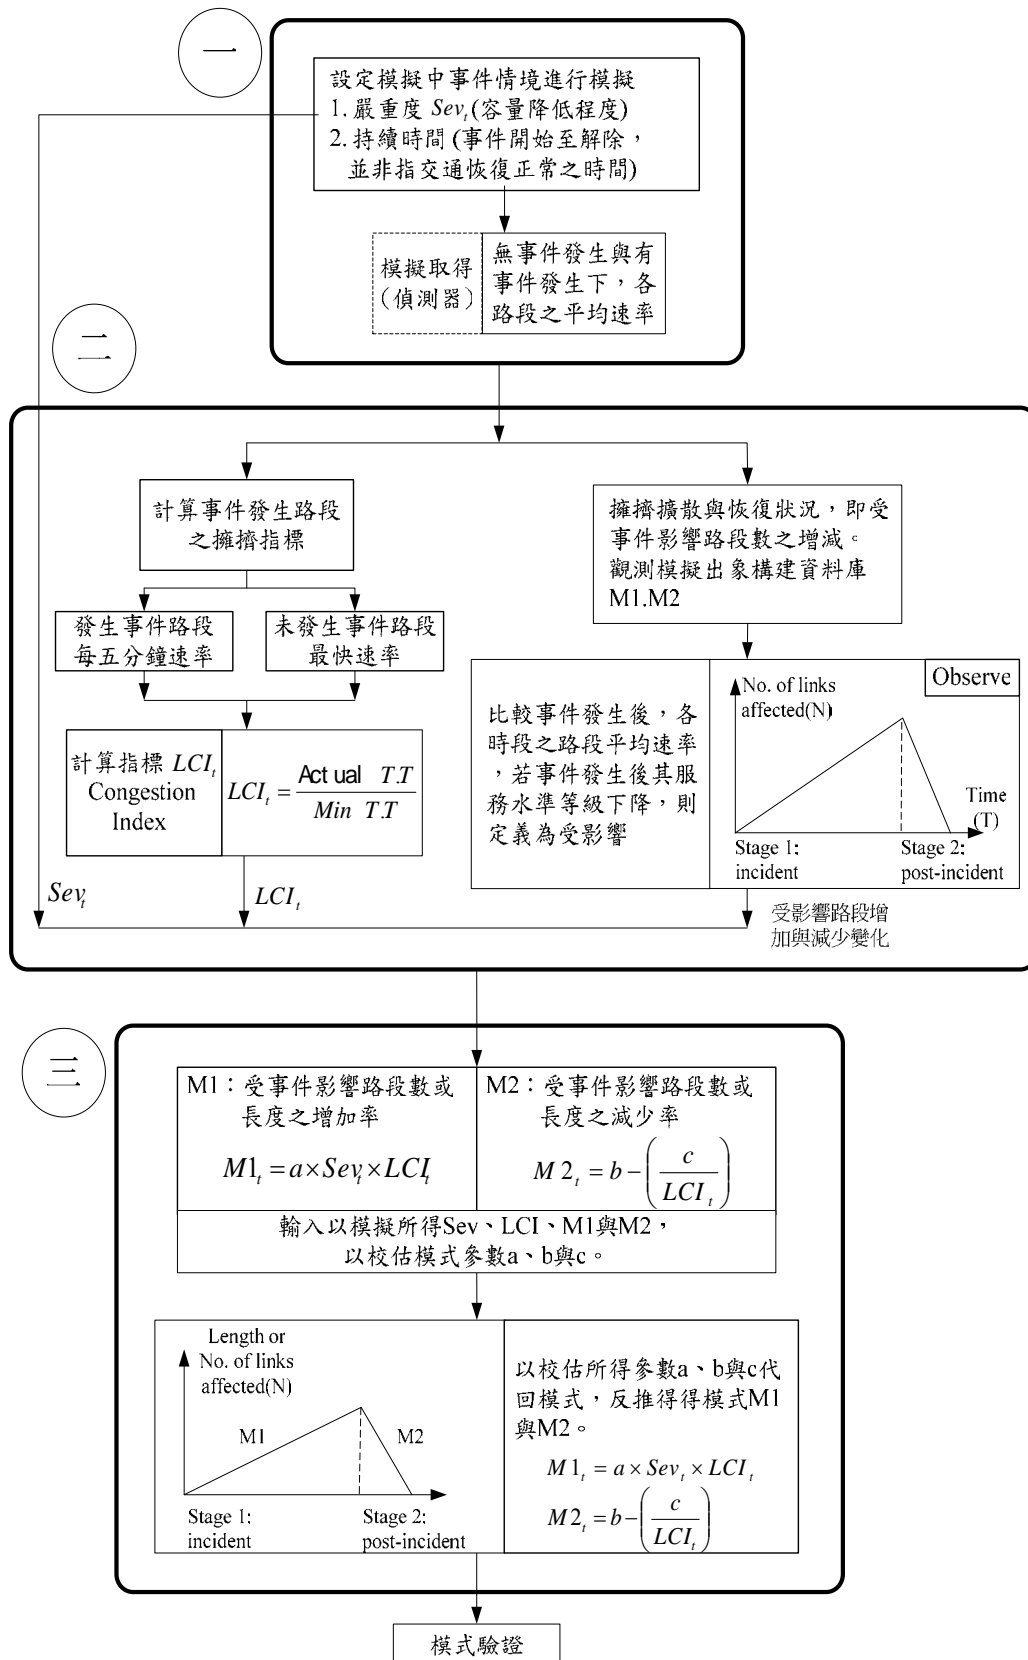 一
設定模擬中事件情境進行模擬
1. 嚴重度 Sev_t (容量降低程度)
2. 持續時間 (事件開始至解除，
並非指交通恢復正常之時間)
模擬取得
(偵測器)
無事件發生與有
事件發生下，各
路段之平均速率
二
計算事件發生路段
之擁擠指標
發生事件路段
每五分鐘速率
未發生事件路段
最快速率
計算指標 LCI_t
Congestion
Index
LCI_t = Actual T.T / Min T.T
擁擠擴散與恢復狀況，即受
事件影響路段數之增減。
觀測模擬出象構建資料庫
M1.M2
比較事件發生後，各
時段之路段平均速率
，若事件發生後其服
務水準等級下降，則
定義為受影響
Observe
No. of links
affected(N)
Time
(T)
Stage 1:
incident
Stage 2:
post-incident
Sev_t
LCI_t
受影響路段增
加與減少變化
三
M1：受事件影響路段數或
長度之增加率
M1_t = a × Sev_t × LCI_t
M2：受事件影響路段數或
長度之減少率
M2_t = b − (c / LCI_t)
輸入以模擬所得Sev、LCI、M1與M2，
以校估模式參數a、b與c。
Length or
No. of links
affected(N)
M1
M2
Stage 1:
incident
Stage 2:
post-incident
以校估所得參數a、b與c代
回模式，反推得得模式M1
與M2。
M1_t = a × Sev_t × LCI_t
M2_t = b − (c / LCI_t)
模式驗證